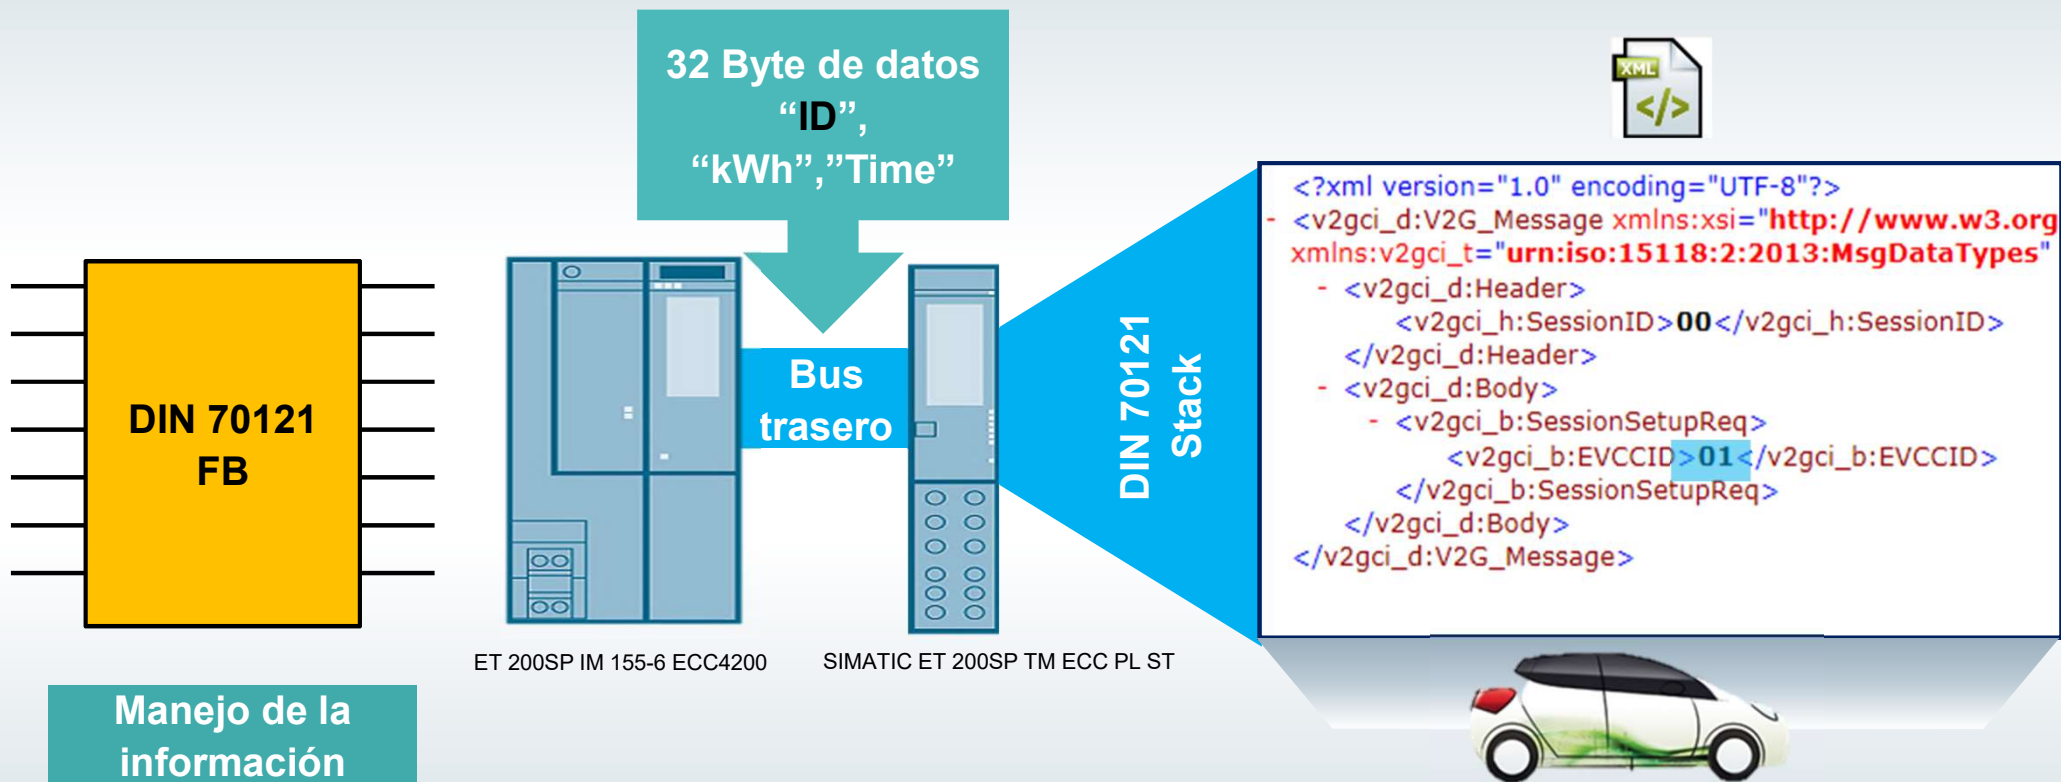 32 Byte de datos
“ID”,
“kWh”,”Time”
XML
</>
DIN 70121
FB
Bus
trasero
DIN 70121
Stack
<?xml version="1.0" encoding="UTF-8"?>
- <v2gci_d:V2G_Message xmlns:xsi="http://www.w3.org
xmlns:v2gci_t="urn:iso:15118:2:2013:MsgDataTypes"
- <v2gci_d:Header>
<v2gci_h:SessionID>00</v2gci_h:SessionID>
</v2gci_d:Header>
- <v2gci_d:Body>
- <v2gci_b:SessionSetupReq>
<v2gci_b:EVCCID>01</v2gci_b:EVCCID>
</v2gci_b:SessionSetupReq>
</v2gci_d:Body>
</v2gci_d:V2G_Message>
ET 200SP IM 155-6 ECC4200
SIMATIC ET 200SP TM ECC PL ST
Manejo de la
información